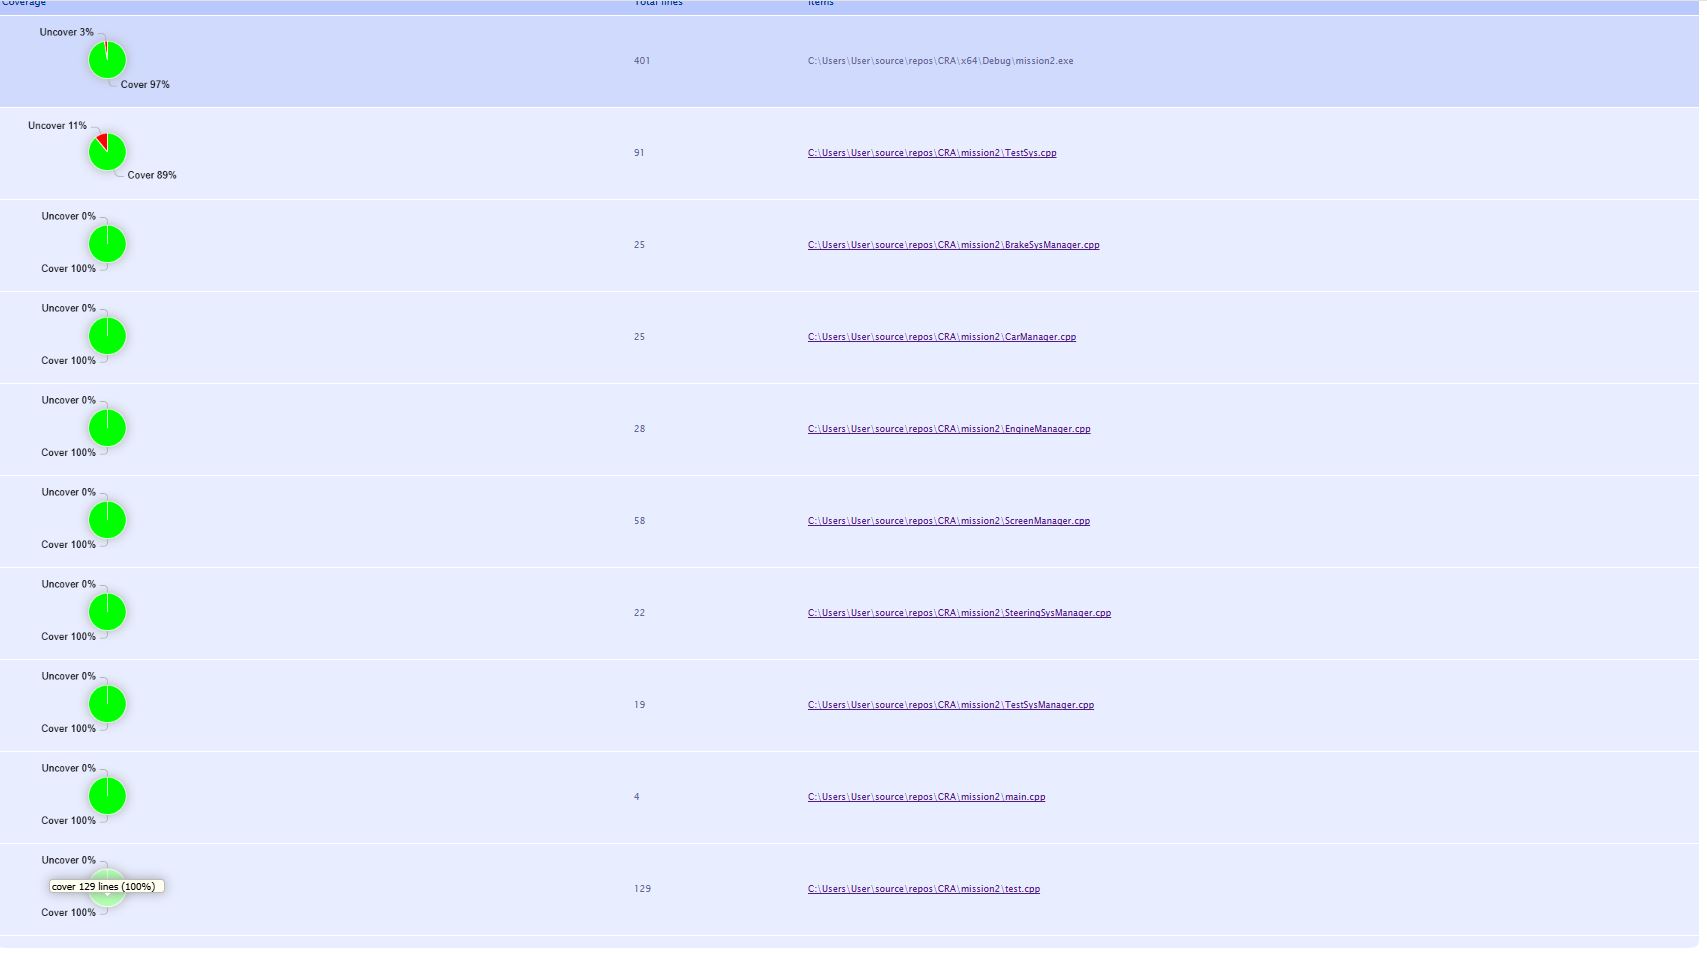 Coverage Total lines Items
Uncover 3%
401 C:\Users\User\source\repos\CRA\x64\Debug\mission2.exe
Cover 97%
Uncover 11%
91 C:\Users\User\source\repos\CRA\mission2\TestSys.cpp
Cover 89%
Uncover 0%
25 C:\Users\User\source\repos\CRA\mission2\BrakeSysManager.cpp
Cover 100%
Uncover 0%
25 C:\Users\User\source\repos\CRA\mission2\CarManager.cpp
Cover 100%
Uncover 0%
28 C:\Users\User\source\repos\CRA\mission2\EngineManager.cpp
Cover 100%
Uncover 0%
58 C:\Users\User\source\repos\CRA\mission2\ScreenManager.cpp
Cover 100%
Uncover 0%
22 C:\Users\User\source\repos\CRA\mission2\SteeringSysManager.cpp
Cover 100%
Uncover 0%
19 C:\Users\User\source\repos\CRA\mission2\TestSysManager.cpp
Cover 100%
Uncover 0%
4 C:\Users\User\source\repos\CRA\mission2\main.cpp
Cover 100%
Uncover 0%
cover 129 lines (100%) 129 C:\Users\User\source\repos\CRA\mission2\test.cpp
Cover 100%